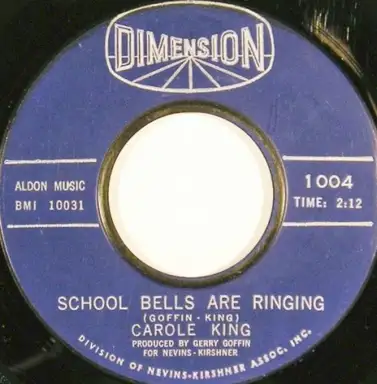 DIMENSION
ALDON MUSIC
BMI 10031
1004
TIME: 2:12
SCHOOL BELLS ARE RINGING
(GOFFIN - KING)
CAROLE KING
PRODUCED BY GERRY GOFFIN
FOR NEVINS-KIRSHNER
DIVISION OF NEVINS-KIRSHNER ASSOC. INC.